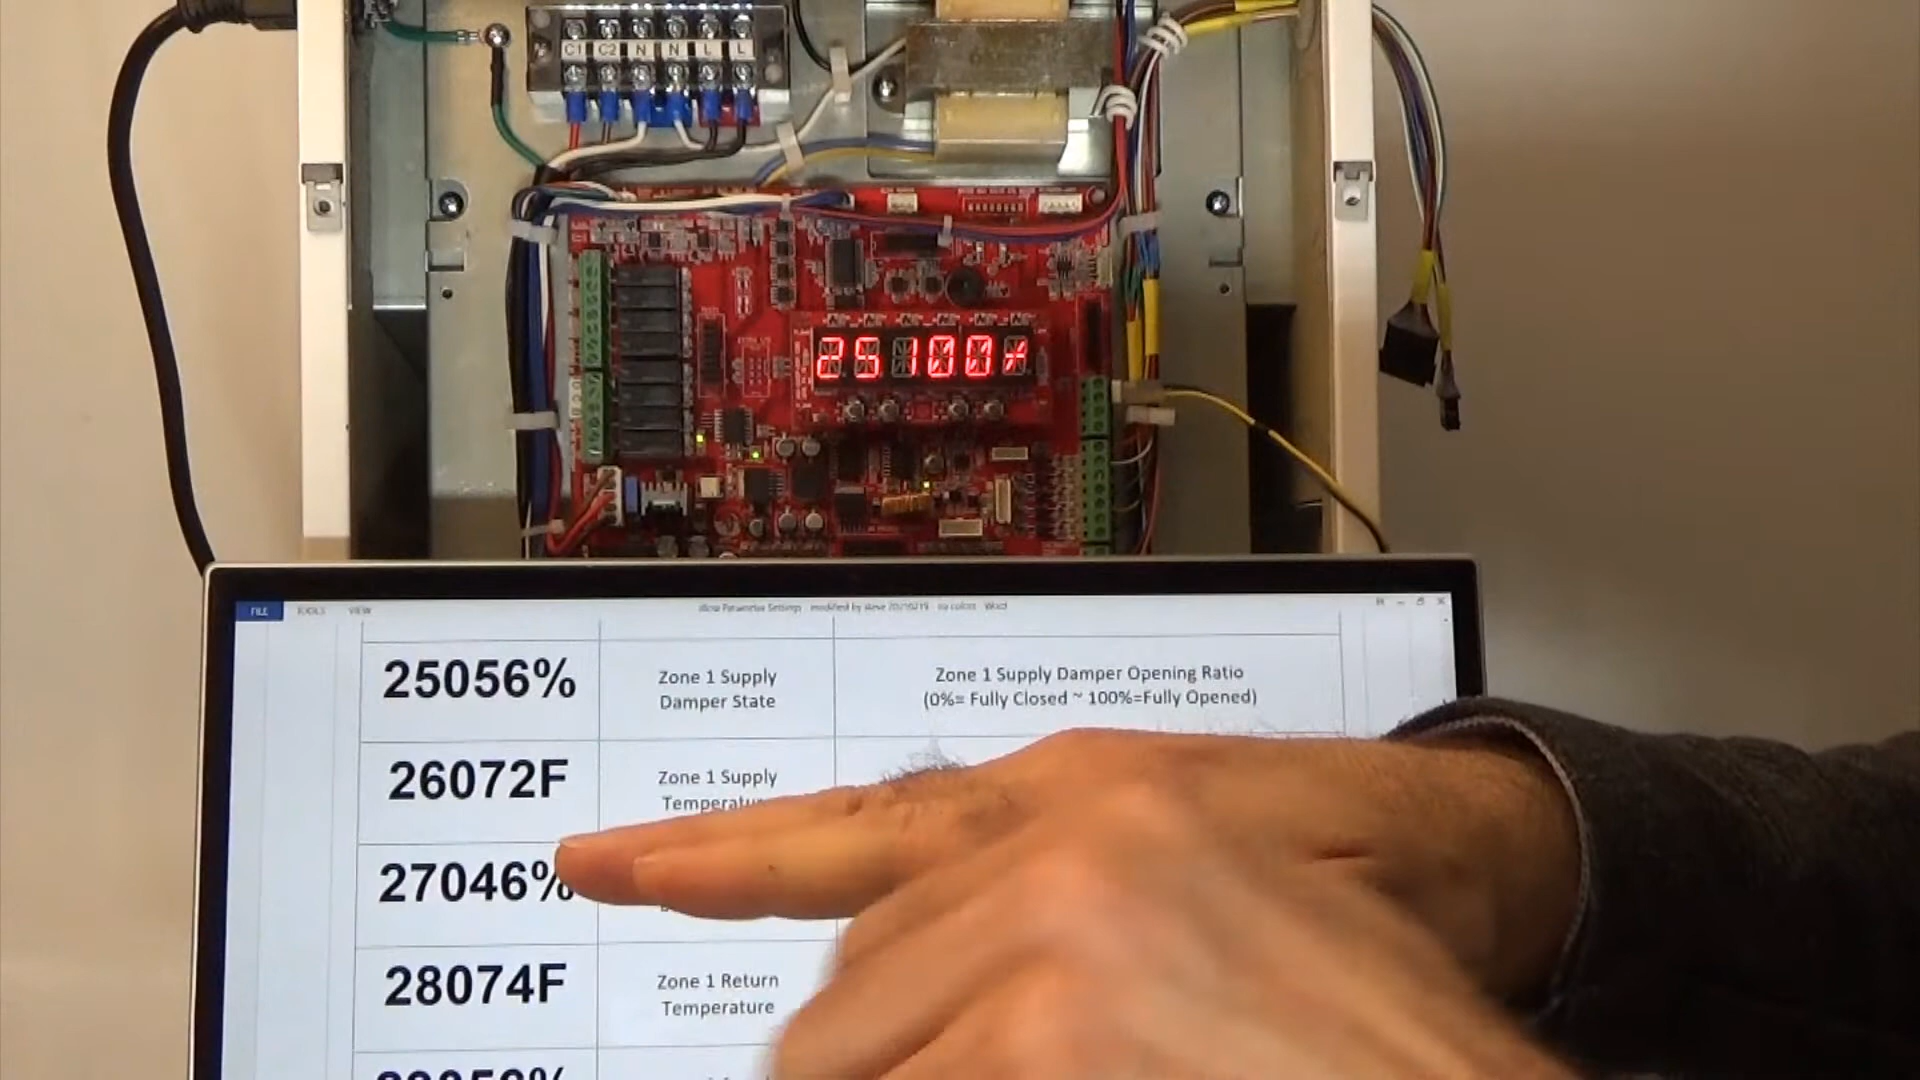 C1 C2 N N L L
25100%
FILE TOOLS VIEW
25056%
Zone 1 Supply
Damper State
Zone 1 Supply Damper Opening Ratio
(0%= Fully Closed ~ 100%=Fully Opened)
26072F
Zone 1 Supply
27046%
28074F
Zone 1 Return
Temperature